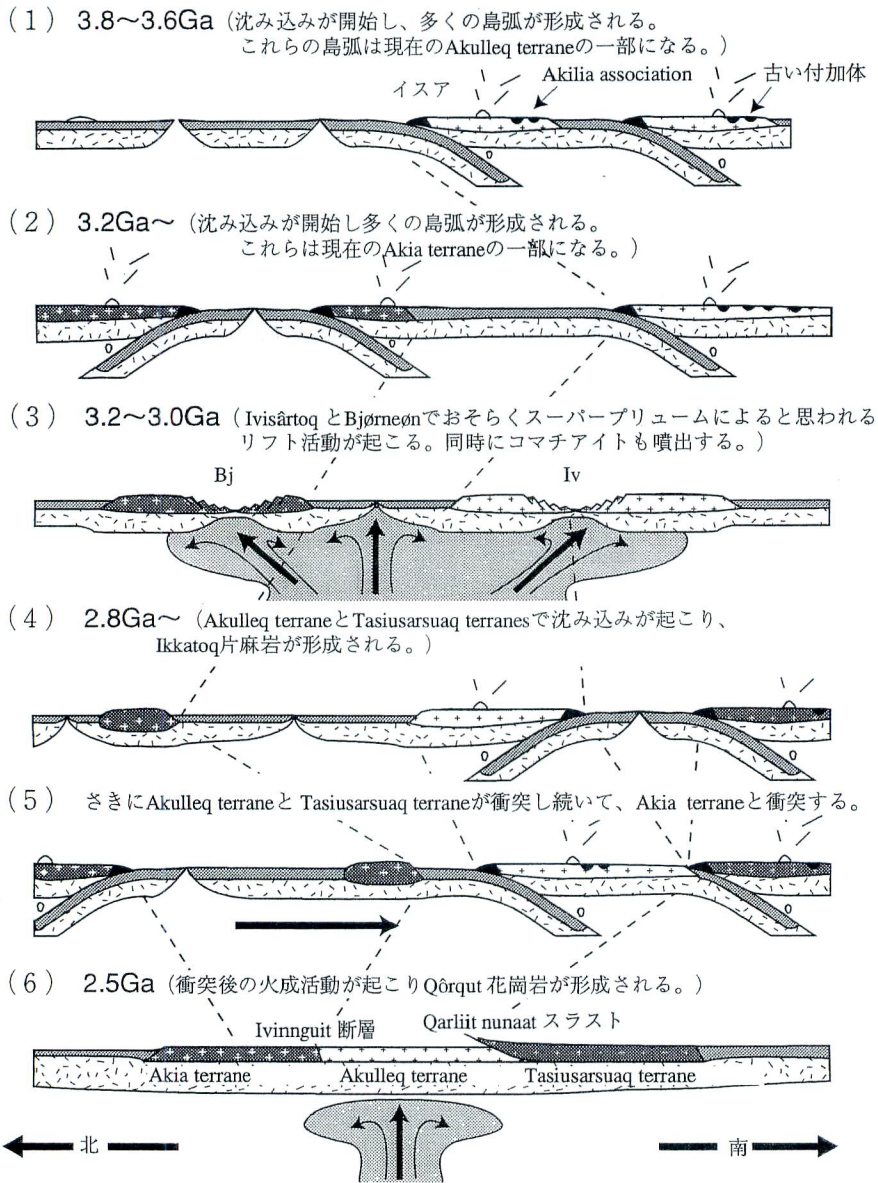 (1) 3.8〜3.6Ga（沈み込みが開始し、多くの島弧が形成される。
これらの島弧は現在のAkulleq terraneの一部になる。）
イスア
Akilia association
古い付加体
(2) 3.2Ga〜（沈み込みが開始し多くの島弧が形成される。
これらは現在のAkia terraneの一部になる。）
(3) 3.2〜3.0Ga（IvisârtoqとBjørneønでおそらくスーパープリュームによると思われる
リフト活動が起こる。同時にコマチアイトも噴出する。）
Bj
Iv
(4) 2.8Ga〜（Akulleq terraneとTasiusarsuaq terranesで沈み込みが起こり、
Ikkatoq片麻岩が形成される。）
(5) さきにAkulleq terraneと Tasiusarsuaq terraneが衝突し続いて、Akia terraneと衝突する。
(6) 2.5Ga（衝突後の火成活動が起こりQôrqut 花崗岩が形成される。）
Ivinnguit 断層
Qarliit nunaat スラスト
Akia terrane
Akulleq terrane
Tasiusarsuaq terrane
北
南